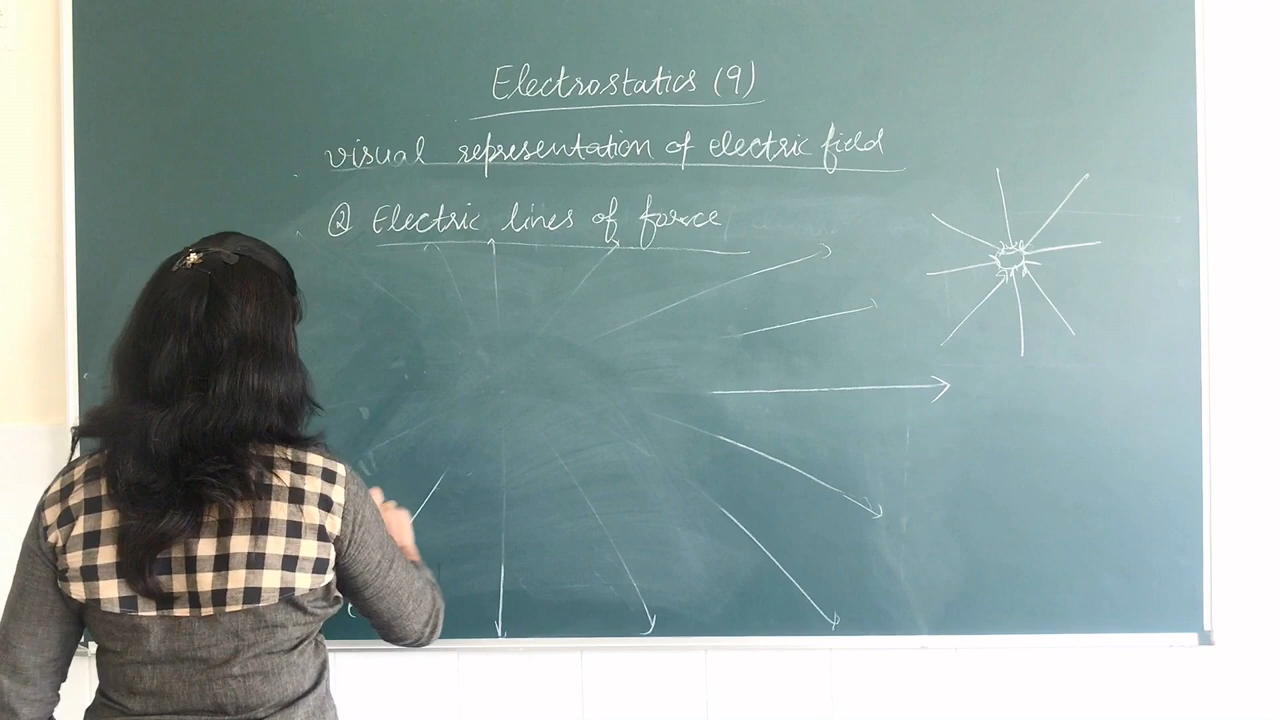 Electrostatics (9)
visual representation of electric field
② Electric lines of force